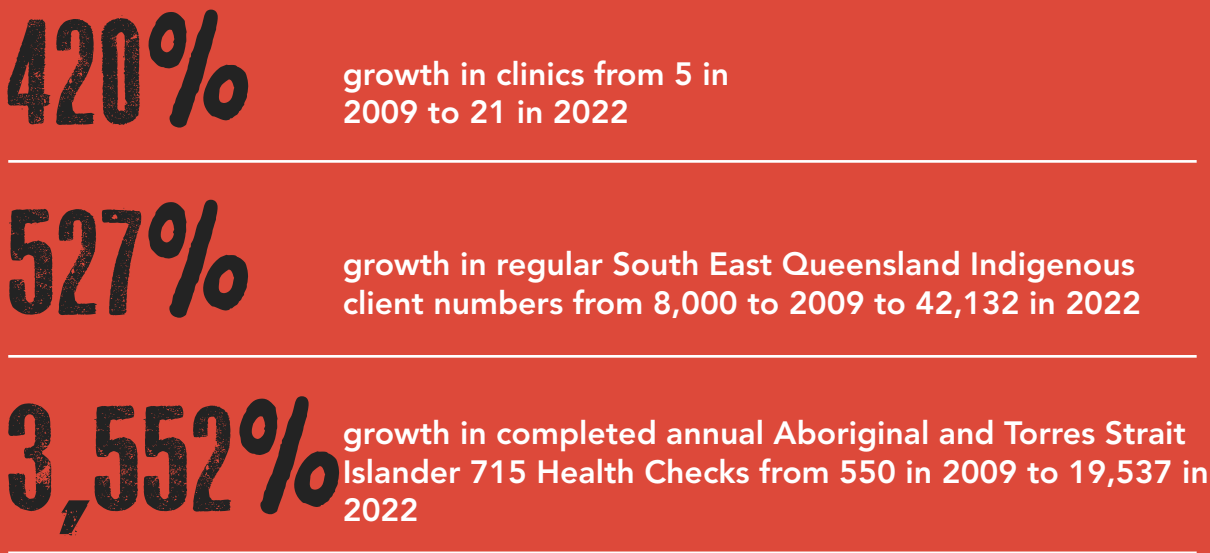 420%
growth in clinics from 5 in
2009 to 21 in 2022
527%
growth in regular South East Queensland Indigenous
client numbers from 8,000 to 2009 to 42,132 in 2022
3,552%
growth in completed annual Aboriginal and Torres Strait
Islander 715 Health Checks from 550 in 2009 to 19,537 in
2022